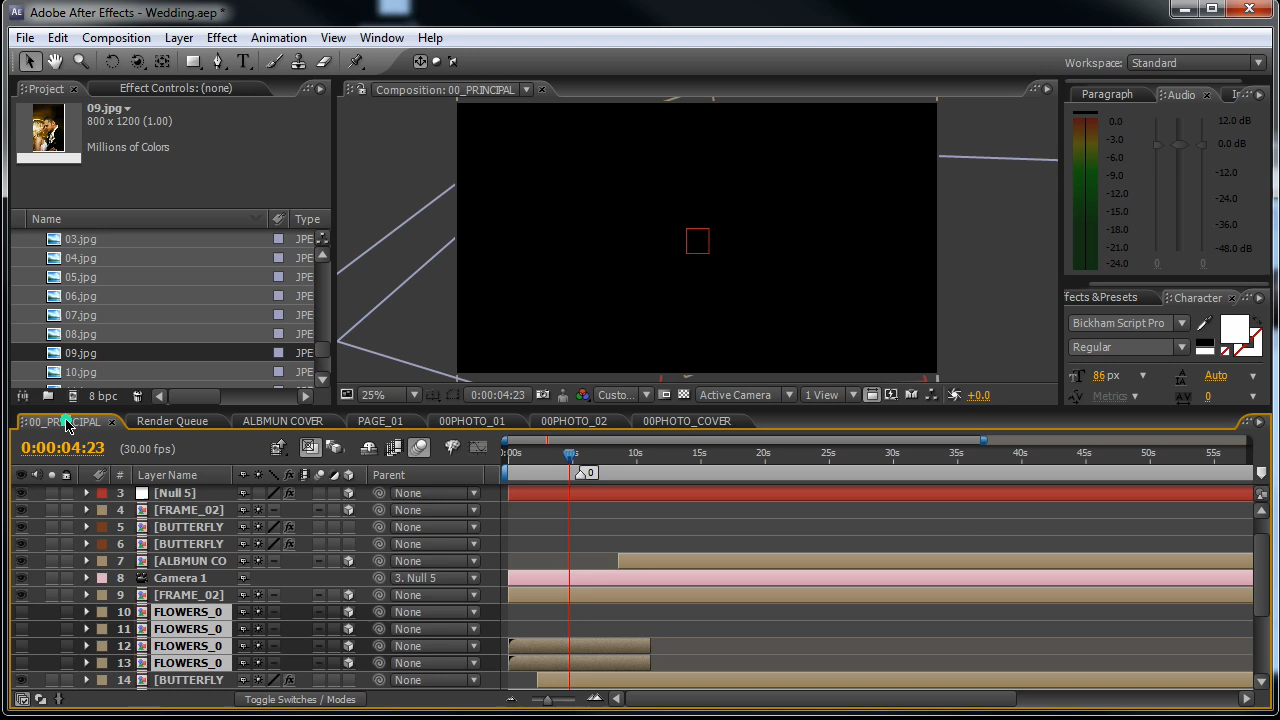 Adobe After Effects - Wedding.aep *
File Edit Composition Layer Effect Animation View Window Help
Workspace: Standard
Project Effect Controls: (none)
Composition: 00_PRINCIPAL
Paragraph Audio
09.jpg
800 x 1200 (1.00)
Millions of Colors
0.0
-3.0
-6.0
-9.0
-12.0
-15.0
-18.0
-21.0
-24.0
12.0 dB
0.0 dB
-12.0
-24.0
-36.0
-48.0 dB
0 0
Name Type
03.jpg JPE
04.jpg JPE
05.jpg JPE
06.jpg JPE
07.jpg JPE
08.jpg JPE
09.jpg JPE
10.jpg JPE
8 bpc
fects &Presets Character
Bickham Script Pro
Regular
86 px Auto
Metrics 0
25% 0:00:04:23 Custo... Active Camera 1 View +0.0
00_PRINCIPAL Render Queue ALBMUN COVER PAGE_01 00PHOTO_01 00PHOTO_02 00PHOTO_COVER
0:00:04:23 (30.00 fps)
:00s 05s 10s 15s 20s 25s 30s 35s 40s 45s 50s 55s
0
# Layer Name Parent
3 [Null 5] None
4 [FRAME_02] None
5 [BUTTERFLY None
6 [BUTTERFLY None
7 [ALBMUN CO None
8 Camera 1 3. Null 5
9 [FRAME_02] None
10 FLOWERS_0 None
11 FLOWERS_0 None
12 FLOWERS_0 None
13 FLOWERS_0 None
14 [BUTTERFLY None
Toggle Switches / Modes